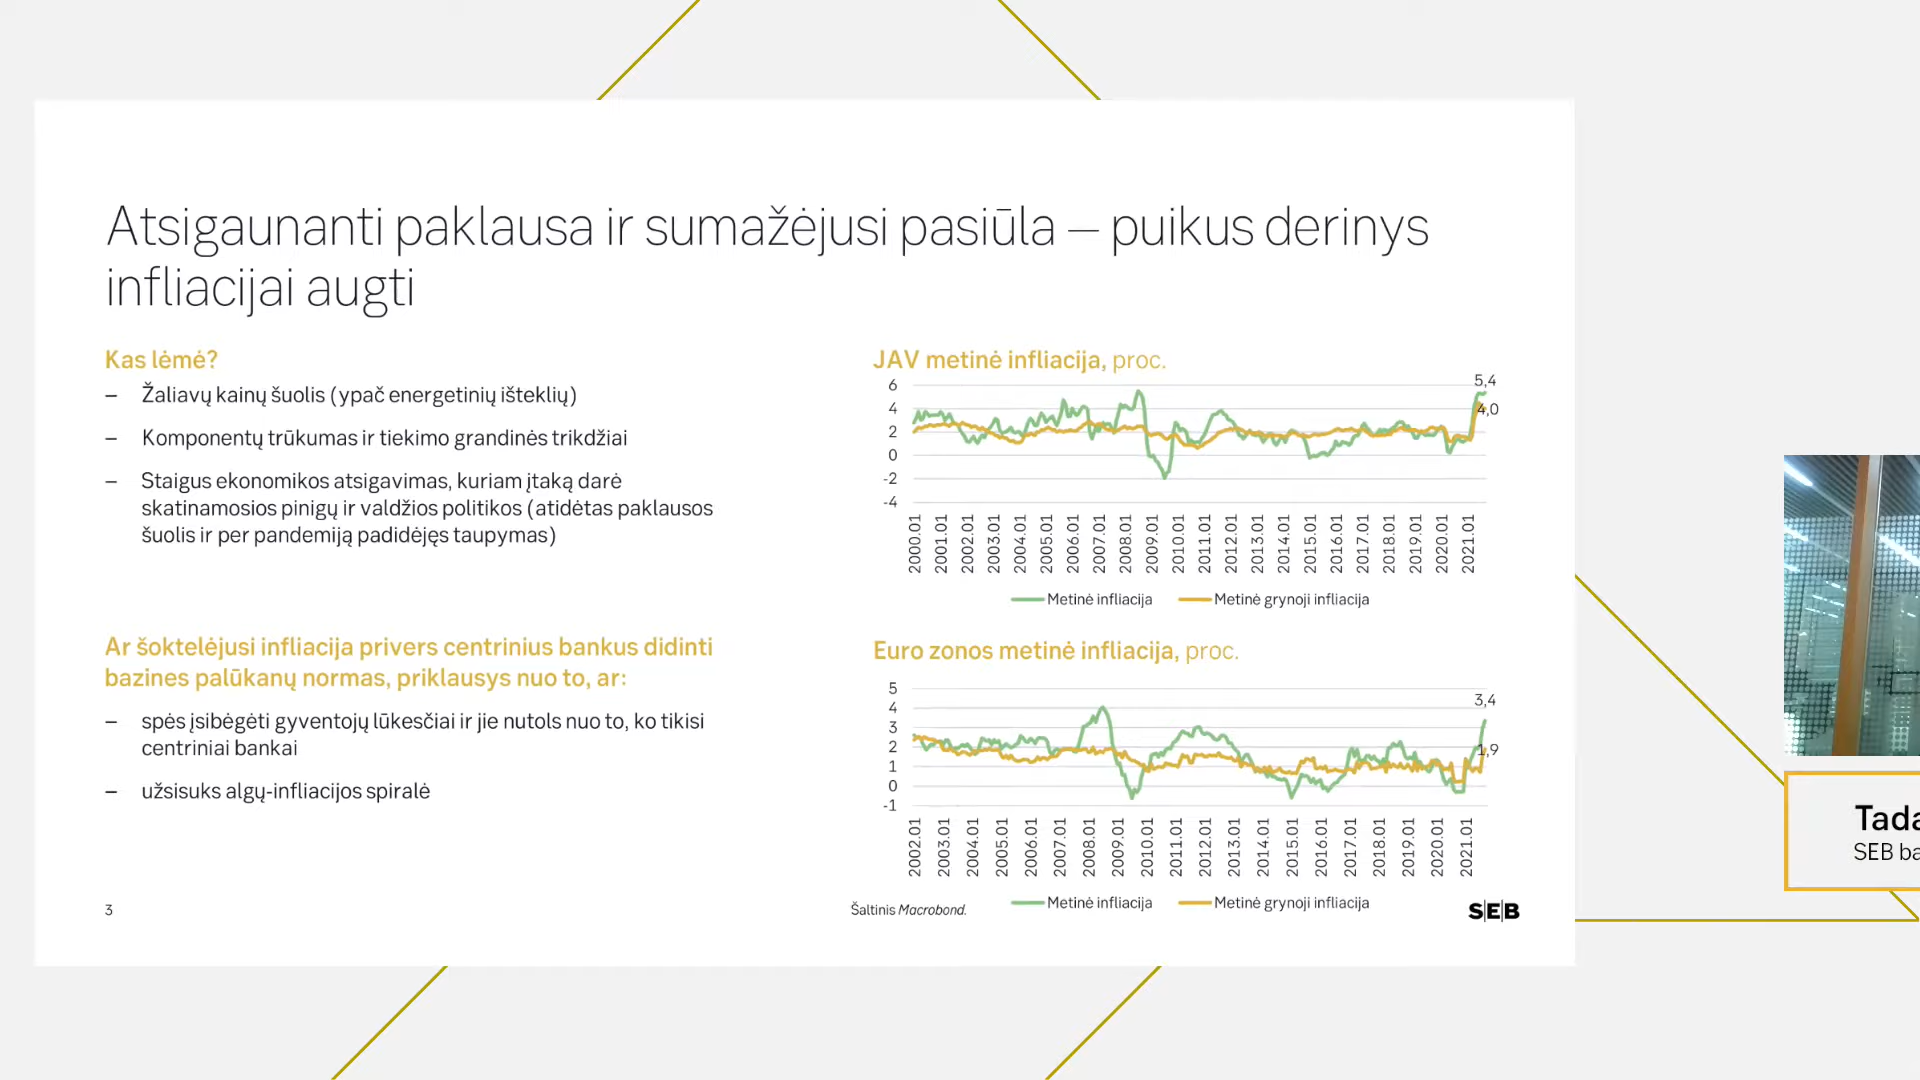 Atsigaunanti paklausa ir sumažėjusi pasiūla – puikus derinys
infliacijai augti
Kas lėmė?
– Žaliavų kainų šuolis (ypač energetinių išteklių)
– Komponentų trūkumas ir tiekimo grandinės trikdžiai
– Staigus ekonomikos atsigavimas, kuriam įtaką darė
skatinamosios pinigų ir valdžios politikos (atidėtas paklausos
šuolis ir per pandemiją padidėjęs taupymas)
Ar šoktelėjusi infliacija privers centrinius bankus didinti
bazines palūkanų normas, priklausys nuo to, ar:
– spės įsibėgėti gyventojų lūkesčiai ir jie nutols nuo to, ko tikisi
centriniai bankai
– užsisuks algų-infliacijos spiralė
3
JAV metinė infliacija, proc.
6
4
2
0
-2
-4
5,4
4,0
2000.01 2001.01 2002.01 2003.01 2004.01 2005.01 2006.01 2007.01 2008.01 2009.01 2010.01 2011.01 2012.01 2013.01 2014.01 2015.01 2016.01 2017.01 2018.01 2019.01 2020.01 2021.01
Metinė infliacija Metinė grynoji infliacija
Euro zonos metinė infliacija, proc.
5
4
3
2
1
0
-1
3,4
1,9
2002.01 2003.01 2004.01 2005.01 2006.01 2007.01 2008.01 2009.01 2010.01 2011.01 2012.01 2013.01 2014.01 2015.01 2016.01 2017.01 2018.01 2019.01 2020.01 2021.01
Metinė infliacija Metinė grynoji infliacija
Šaltinis Macrobond.
SEB
Tada
SEB ba